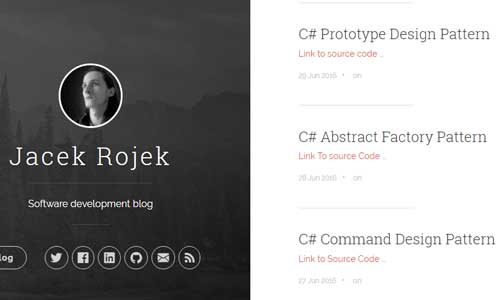 Jacek Rojek
Software development blog
log
C# Prototype Design Pattern
Link to source code ..
29 Jun 2016 • on
C# Abstract Factory Pattern
Link To source Code ..
28 Jun 2016 • on
C# Command Design Pattern
Link to Source Code ..
27 Jun 2016 • on